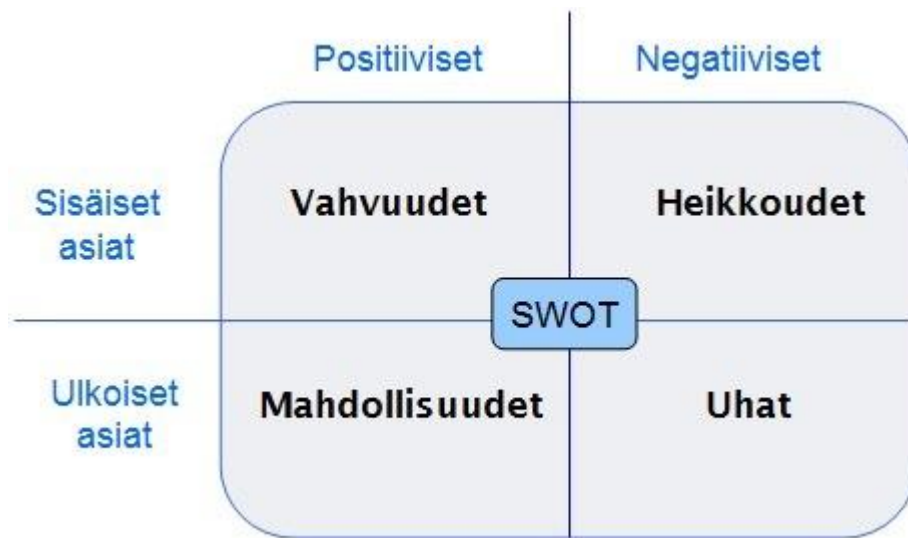 Positiiviset Negatiiviset
Sisäiset
asiat
Vahvuudet Heikkoudet
SWOT
Ulkoiset
asiat
Mahdollisuudet Uhat